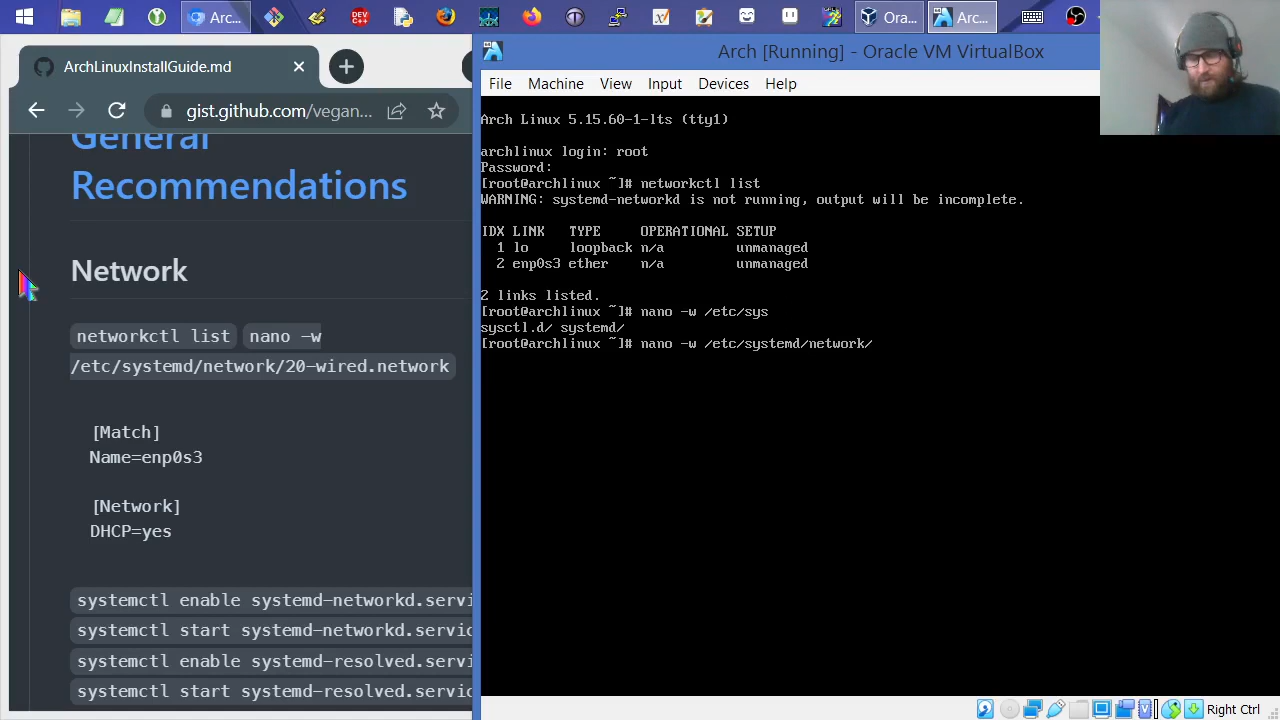 Arc...
Ora...
Arc...
ArchLinuxInstallGuide.md
gist.github.com/vegan...
General
Recommendations
Network
networkctl list nano -w
/etc/systemd/network/20-wired.network
[Match]
Name=enp0s3
[Network]
DHCP=yes
systemctl enable systemd-networkd.servi
systemctl start systemd-networkd.servic
systemctl enable systemd-resolved.servi
systemctl start systemd-resolved.servic
Arch [Running] - Oracle VM VirtualBox
File Machine View Input Devices Help
Arch Linux 5.15.60-1-lts (tty1)
archlinux login: root
Password:
[root@archlinux ~]# networkctl list
WARNING: systemd-networkd is not running, output will be incomplete.
IDX LINK TYPE OPERATIONAL SETUP
1 lo loopback n/a unmanaged
2 enp0s3 ether n/a unmanaged
2 links listed.
[root@archlinux ~]# nano -w /etc/sys
sysctl.d/ systemd/
[root@archlinux ~]# nano -w /etc/systemd/network/
Right Ctrl